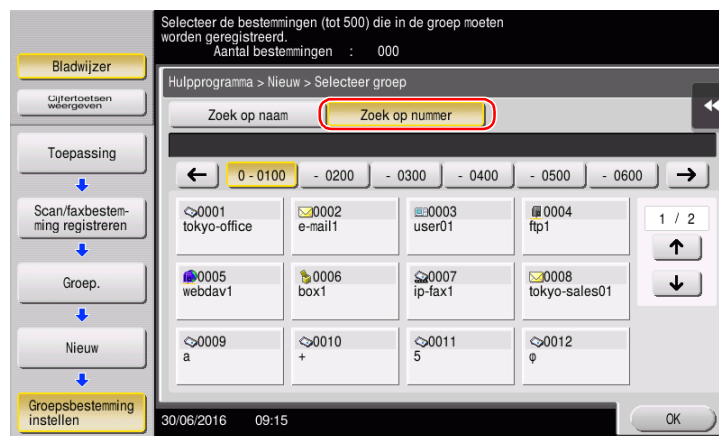 Selecteer de bestemmingen (tot 500) die in de groep moeten
worden geregistreerd.
Aantal bestemmingen : 000
Bladwijzer
Cijfertoetsen
weergeven
Hulpprogramma > Nieuw > Selecteer groep
Zoek op naam Zoek op nummer
Toepassing
0 - 0100 - 0200 - 0300 - 0400 - 0500 - 0600
Scan/faxbestem-
ming registreren
0001 0002 0003 0004
tokyo-office e-mail1 user01 ftp1
1 / 2
Groep.
0005 0006 0007 0008
webdav1 box1 ip-fax1 tokyo-sales01
Nieuw
0009 0010 0011 0012
a + 5 φ
Groepsbestemming
instellen
30/06/2016 09:15
OK